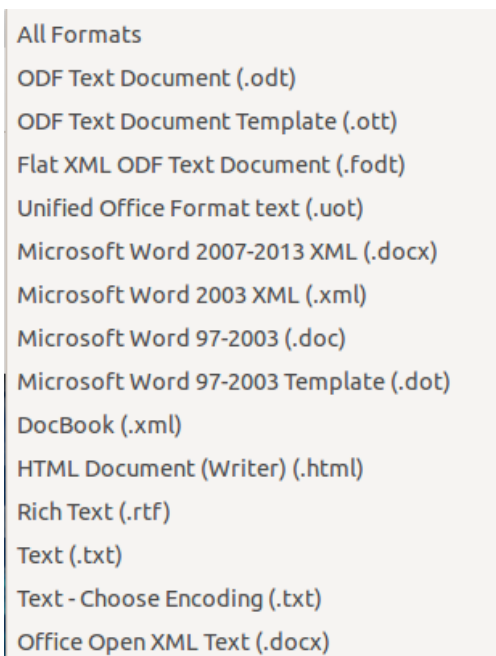 All Formats
ODF Text Document (.odt)
ODF Text Document Template (.ott)
Flat XML ODF Text Document (.fodt)
Unified Office Format text (.uot)
Microsoft Word 2007-2013 XML (.docx)
Microsoft Word 2003 XML (.xml)
Microsoft Word 97-2003 (.doc)
Microsoft Word 97-2003 Template (.dot)
DocBook (.xml)
HTML Document (Writer) (.html)
Rich Text (.rtf)
Text (.txt)
Text - Choose Encoding (.txt)
Office Open XML Text (.docx)